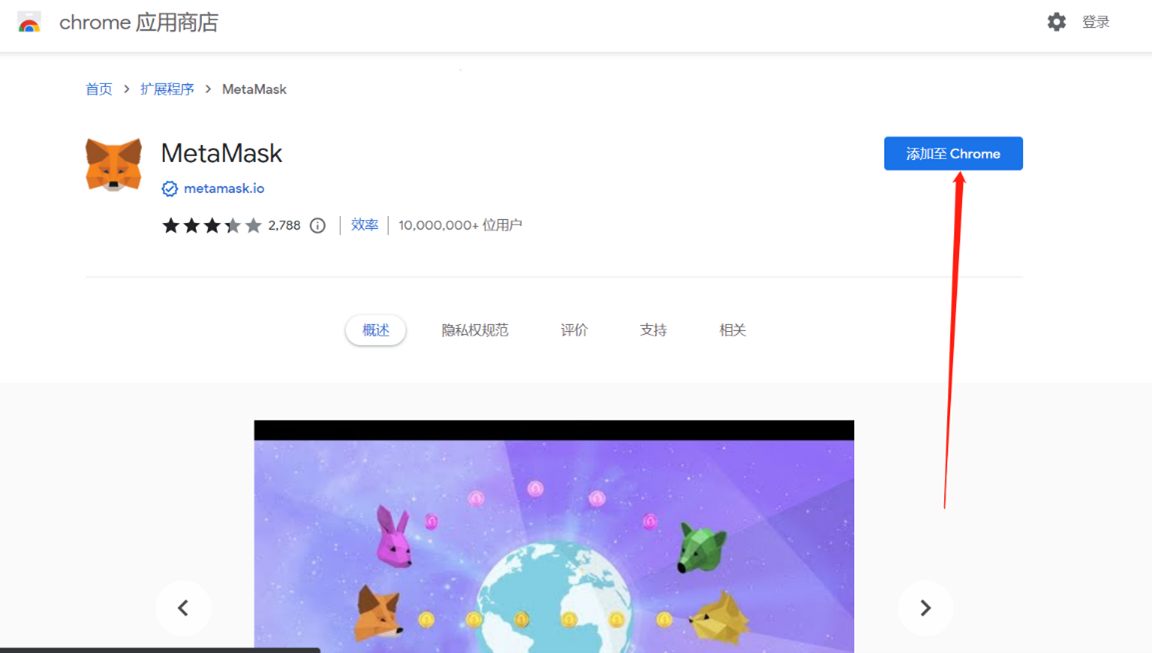 chrome 应用商店
登录
首页 > 扩展程序 > MetaMask
MetaMask
添加至 Chrome
metamask.io
2,788
效率
10,000,000+ 位用户
概述
隐私权规范
评价
支持
相关